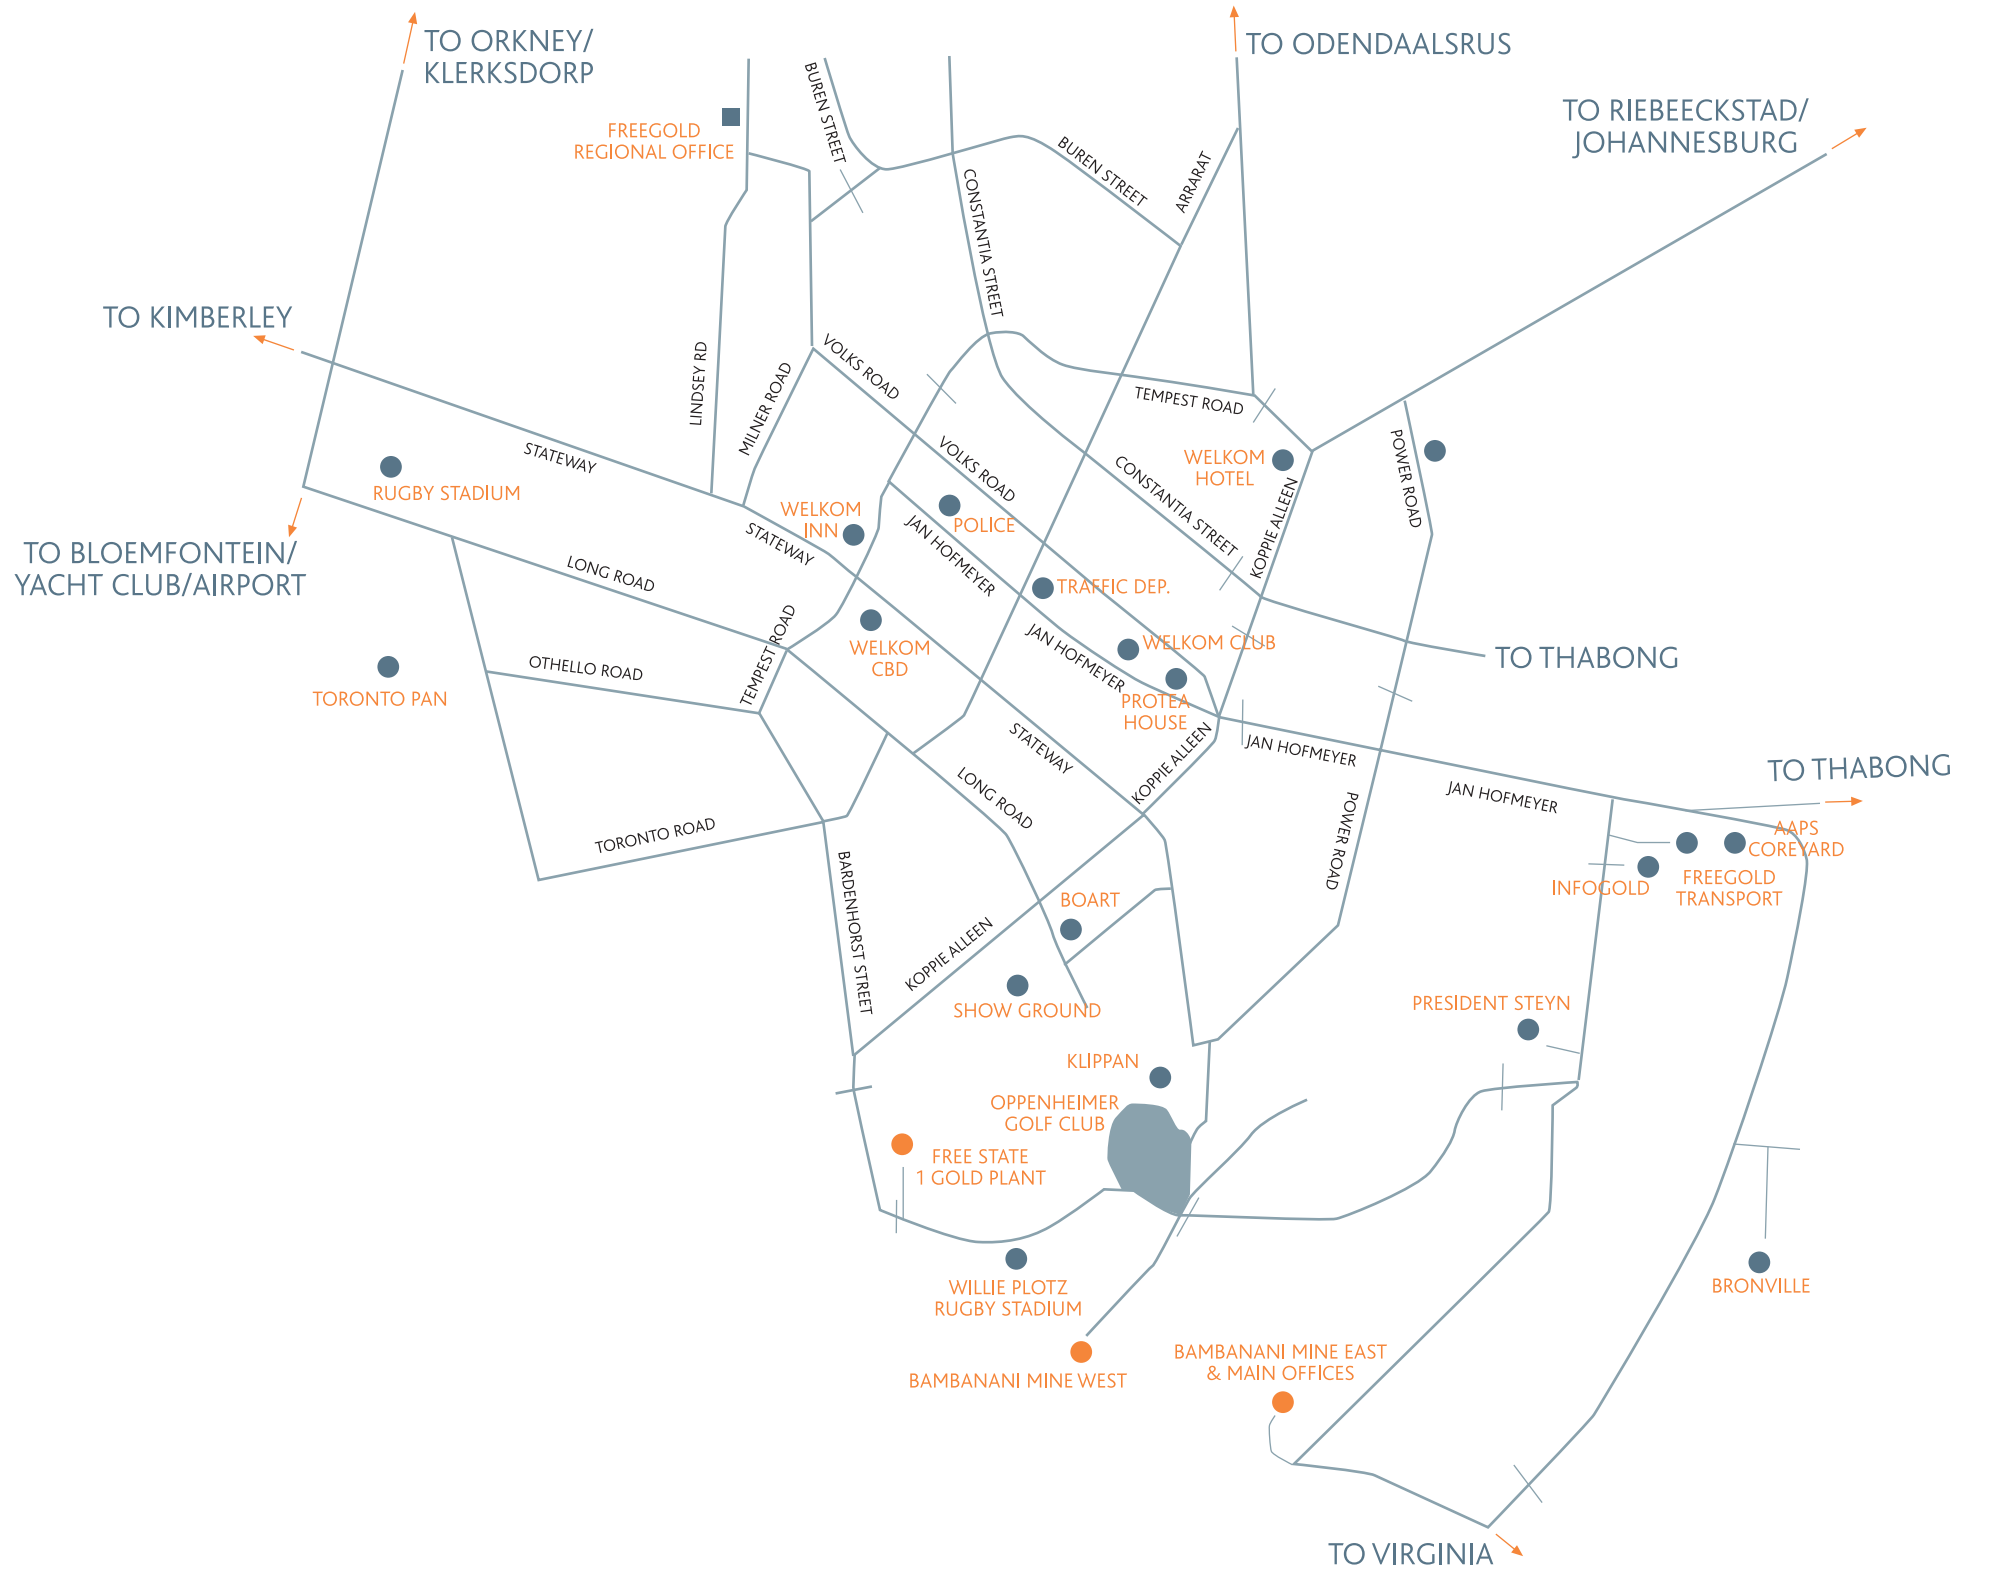 TO ORKNEY/
KLERKSDORP
TO ODENDAALSRUS
TO RIEBEECKSTAD/
JOHANNESBURG
BUREN STREET
FREEGOLD
REGIONAL OFFICE
BUREN STREET
ARRARAT
CONSTANTIA STREET
TO KIMBERLEY
LINDSEY RD
MILNER ROAD
VOLKS ROAD
TEMPEST ROAD
STATEWAY
RUGBY STADIUM
VOLKS ROAD
WELKOM
HOTEL
POWER ROAD
CONSTANTIA STREET
KOPPIE ALLEEN
WELKOM
INN
POLICE
STATEWAY
JAN HOFMEYER
TO BLOEMFONTEIN/
YACHT CLUB/AIRPORT
LONG ROAD
TRAFFIC DEP.
TEMPEST ROAD
WELKOM
CBD
JAN HOFMEYER
WELKOM CLUB
TO THABONG
OTHELLO ROAD
TORONTO PAN
PROTEA
HOUSE
STATEWAY
KOPPIE ALLEEN
JAN HOFMEYER
TO THABONG
LONG ROAD
JAN HOFMEYER
POWER ROAD
TORONTO ROAD
AAPS
COREYARD
INFOGOLD
FREEGOLD
TRANSPORT
BARDENHORST STREET
BOART
KOPPIE ALLEEN
SHOW GROUND
PRESIDENT STEYN
KLIPPAN
OPPENHEIMER
GOLF CLUB
FREE STATE
1 GOLD PLANT
WILLIE PLOTZ
RUGBY STADIUM
BRONVILLE
BAMBANANI MINE WEST
BAMBANANI MINE EAST
& MAIN OFFICES
TO VIRGINIA